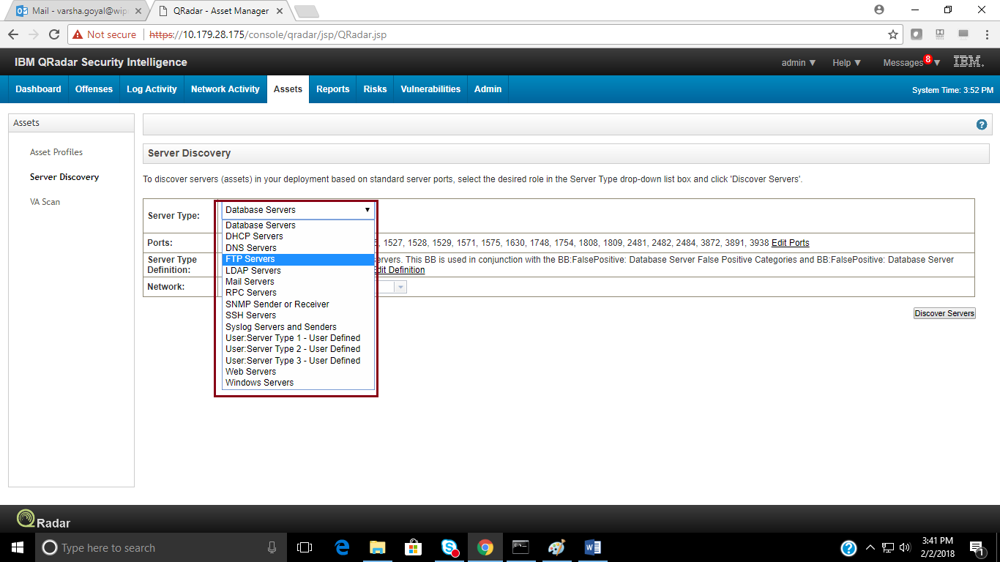 Mail - varsha.goyal@wip
QRadar - Asset Manager
Not secure https://10.179.28.175/console/qradar/jsp/QRadar.jsp
IBM QRadar Security Intelligence
admin ▼ Help ▼ Messages 8 ▼ IBM.
Dashboard Offenses Log Activity Network Activity Assets Reports Risks Vulnerabilities Admin System Time: 3:52 PM
Assets
Asset Profiles
Server Discovery
VA Scan
?
Server Discovery
To discover servers (assets) in your deployment based on standard server ports, select the desired role in the Server Type drop-down list box and click 'Discover Servers'.
Server Type: Database Servers
Database Servers
DHCP Servers
DNS Servers
FTP Servers
LDAP Servers
Mail Servers
RPC Servers
SNMP Sender or Receiver
SSH Servers
Syslog Servers and Senders
User:Server Type 1 - User Defined
User:Server Type 2 - User Defined
User:Server Type 3 - User Defined
Web Servers
Windows Servers
Ports: , 1527, 1528, 1529, 1571, 1575, 1630, 1748, 1754, 1808, 1809, 2481, 2482, 2484, 3872, 3891, 3938 Edit Ports
Server Type Definition: servers. This BB is used in conjunction with the BB:FalsePositive: Database Server False Positive Categories and BB:FalsePositive: Database Server
Edit Definition
Network:
Discover Servers
QRadar
Type here to search
3:41 PM
2/2/2018
1